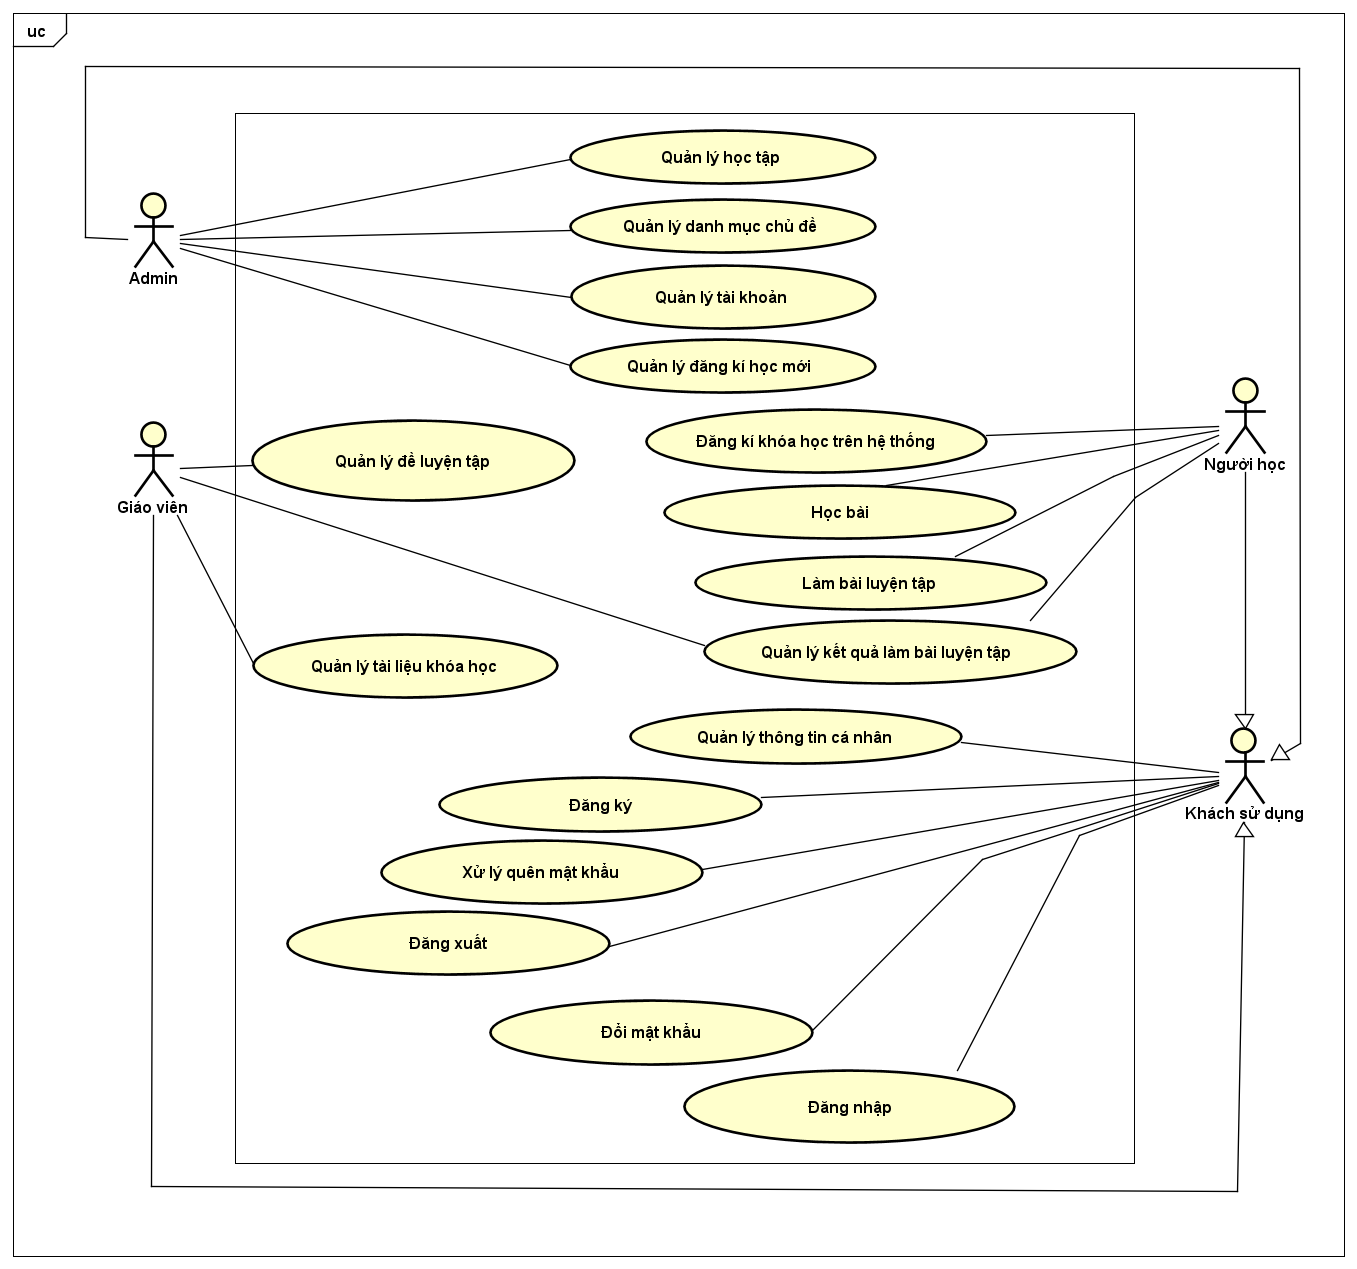 uc
Quản lý học tập
Quản lý danh mục chủ đề
Admin
Quản lý tài khoản
Quản lý đăng kí học mới
Đăng kí khóa học trên hệ thống
Quản lý đề luyện tập
Người học
Giáo viên
Học bài
Làm bài luyện tập
Quản lý kết quả làm bài luyện tập
Quản lý tài liệu khóa học
Quản lý thông tin cá nhân
Đăng ký
Khách sử dụng
Xử lý quên mật khẩu
Đăng xuất
Đổi mật khẩu
Đăng nhập